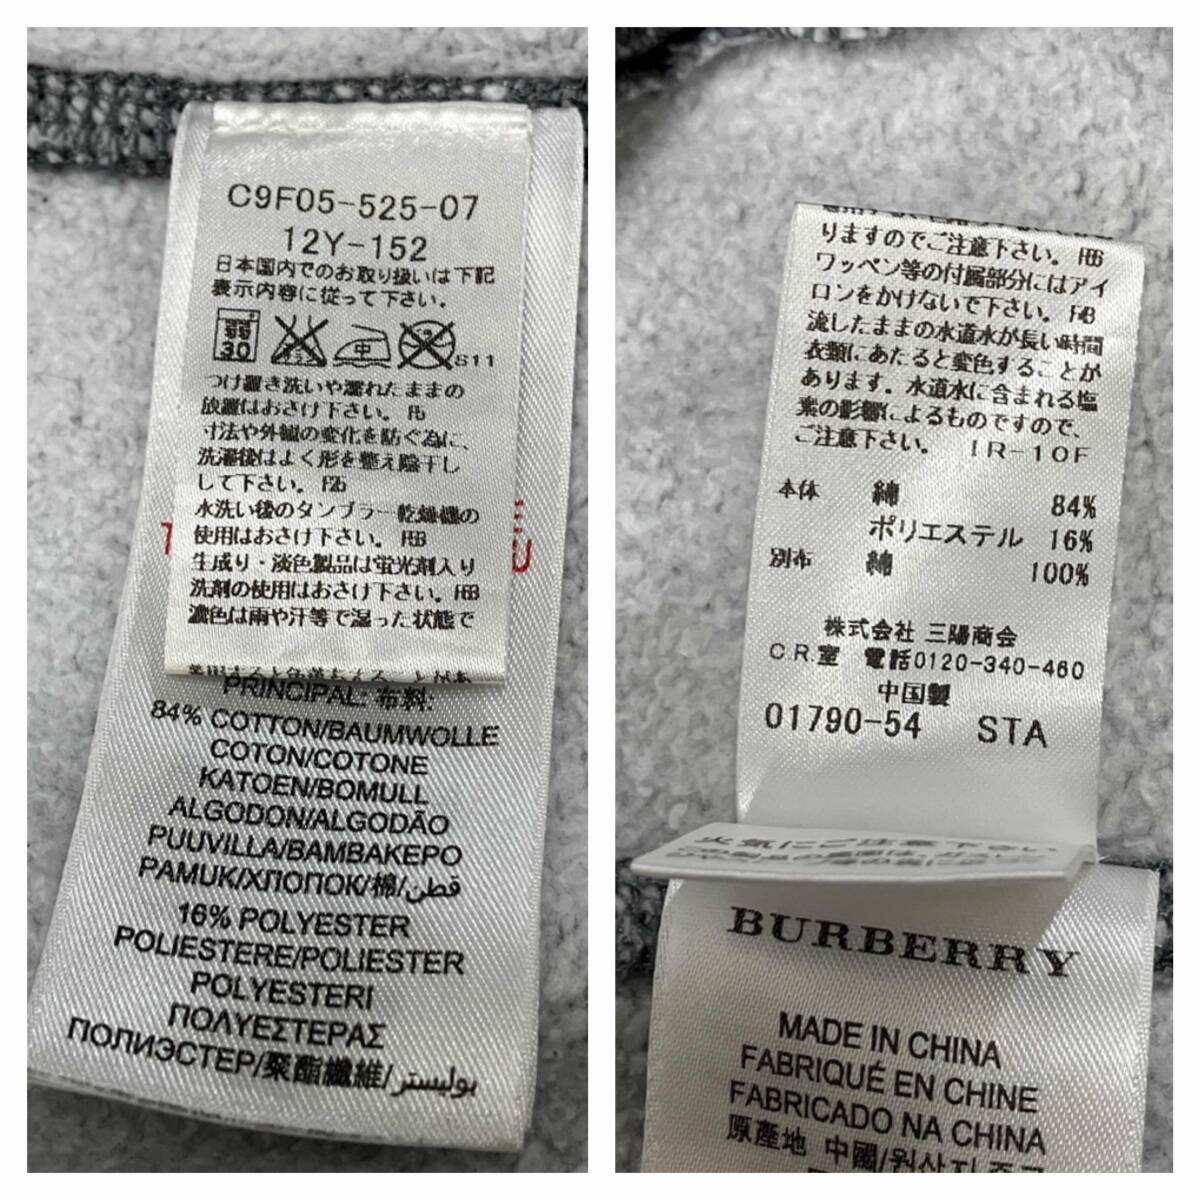 C9F05-525-07
12Y-152
日本国内でのお取り扱いは下記
表示内容に従って下さい。
30 中 S11
つけ置き洗いや濡れたままの
放置はおさけ下さい。
寸法や外観の変化を防ぐ為に、
洗濯後はよく形を整え陰干し
して下さい。
水洗い後のタンブラー乾燥機の
使用はおさけ下さい。
生成り・淡色製品は蛍光剤入り
洗剤の使用はおさけ下さい。
濃色は雨や汗等で湿った状態で
PRINCIPAL: 布料:
84% COTTON/BAUMWOLLE
COTON/COTONE
KATOEN/BOMULL
ALGODON/ALGODÃO
PUUVILLA/ΒΑΜΒΑΚΕΡΟ
PAMUK/ХЛОПОК/棉/قطن
16% POLYESTER
POLIESTERE/POLIESTER
POLYESTERI
ΠΟΛΥΕΣΤΕΡΑΣ
ПОЛИЭСТЕР/聚酯纖維/بوليستر
りますのでご注意下さい。
ワッペン等の付属部分にはアイ
ロンをかけないで下さい。
流したままの水道水が長い時間
衣類にあたると変色することが
あります。水道水に含まれる塩
素の影響によるものですので、
ご注意下さい。 IR-10F
本体 綿 84%
ポリエステル 16%
別布 綿 100%
株式会社 三陽商会
C.R.室 電話0120-340-460
中国製
01790-54 STA
火気にご注意下さい。
BURBERRY
MADE IN CHINA
FABRIQUÉ EN CHINE
FABRICADO NA CHINA
原產地 中國/원산지